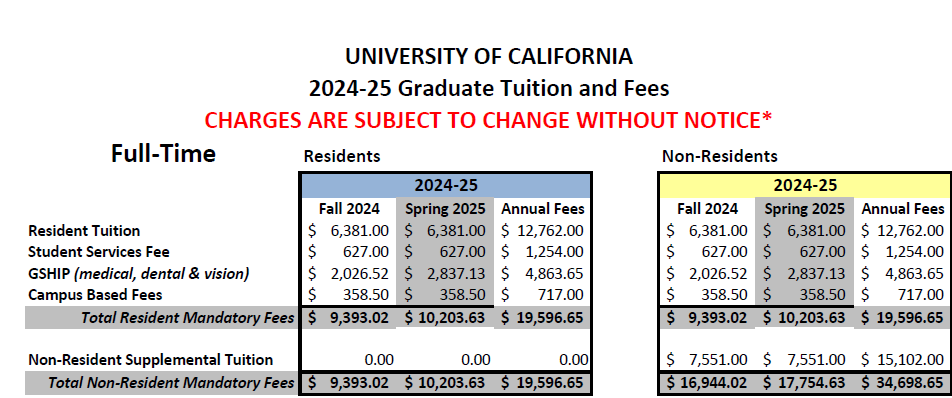 UNIVERSITY OF CALIFORNIA
2024-25 Graduate Tuition and Fees
CHARGES ARE SUBJECT TO CHANGE WITHOUT NOTICE*
Full-Time Residents Non-Residents
2024-25 2024-25
Fall 2024 Spring 2025 Annual Fees Fall 2024 Spring 2025 Annual Fees
Resident Tuition $ 6,381.00 $ 6,381.00 $ 12,762.00 $ 6,381.00 $ 6,381.00 $ 12,762.00
Student Services Fee $ 627.00 $ 627.00 $ 1,254.00 $ 627.00 $ 627.00 $ 1,254.00
GSHIP (medical, dental & vision) $ 2,026.52 $ 2,837.13 $ 4,863.65 $ 2,026.52 $ 2,837.13 $ 4,863.65
Campus Based Fees $ 358.50 $ 358.50 $ 717.00 $ 358.50 $ 358.50 $ 717.00
Total Resident Mandatory Fees $ 9,393.02 $ 10,203.63 $ 19,596.65 $ 9,393.02 $ 10,203.63 $ 19,596.65
Non-Resident Supplemental Tuition 0.00 0.00 0.00 $ 7,551.00 $ 7,551.00 $ 15,102.00
Total Non-Resident Mandatory Fees $ 9,393.02 $ 10,203.63 $ 19,596.65 $ 16,944.02 $ 17,754.63 $ 34,698.65